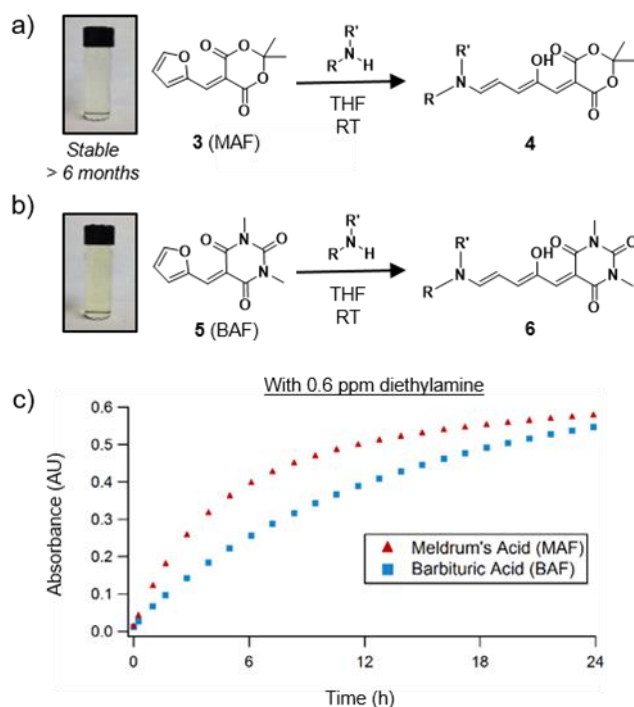 a)
Stable
> 6 months
O
O
O
O
O
3 (MAF)
R'
R
N
H
THF
RT
R'
N
R
OH
O
O
O
O
4
b)
O
O
N
O
N
O
5 (BAF)
R'
R
N
H
THF
RT
R'
N
R
OH
O
N
O
N
O
6
c)
With 0.6 ppm diethylamine
Absorbance (AU)
0.6
0.5
0.4
0.3
0.2
0.1
0.0
Meldrum's Acid (MAF)
Barbituric Acid (BAF)
0
6
12
18
24
Time (h)